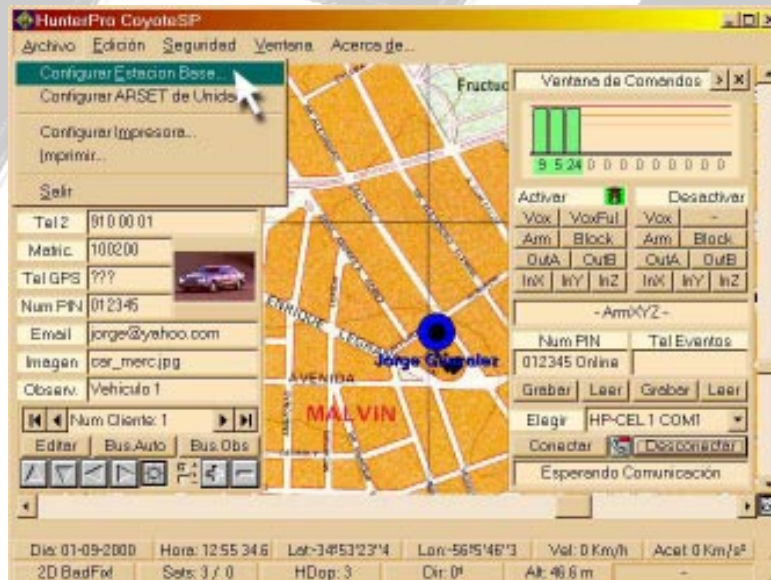 HunterPro CoyoteSP
Archivo Edición Seguridad Ventana Acerca de...
Configurar Estacion Base...
Configurar ARSET de Unida
Configurar Impresora...
Imprimir...
Salir
Tel 2 910 00 01
Matric. 100200
Tel GPS ???
Num PIN 012345
Email jorge@yahoo.com
Imagen car_merc.jpg
Observ. Vehiculo 1
Num Cliente: 1
Editar Bus.Auto Bus.Obs
Fructuo
ENRIQUE LEGRAN
Jorge Guarnlez
AVENIDA
MALVIN
Ventana de Comandos
9 5 24 0 0 0 0 0 0 0 0 0
Activar Desactivar
Vox VoxFul Vox -
Arm Block Arm Block
OutA OutB OutA OutB
InX InY InZ InX InY InZ
-ArmXYZ-
Num PIN Tel Eventos
012345 Online
Grabar Leer Grabar Leer
Elegir HP-CEL 1 COM1
Conectar Desconectar
Esperando Comunicación
Dia: 01-09-2000 Hora: 12:55 34.6 Lat:-34º53'23"4 Lon:-56º5'46"3 Vel: 0 Km/h Acel: 0 Km/s²
2D BadFix! Sats: 3 / 0 HDop: 3 Dir: 0º Alt: 46.6 m -